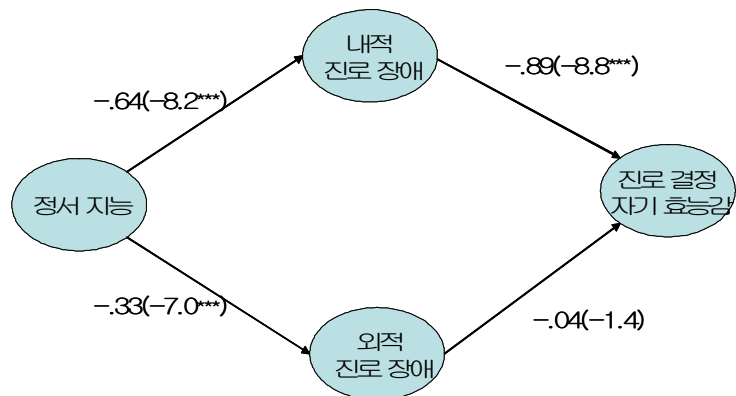 내적
진로 장애
-.64(-8.2***)
-.89(-8.8***)
정서 지능
진로 결정
자기 효능감
-.33(-7.0***)
-.04(-1.4)
외적
진로 장애